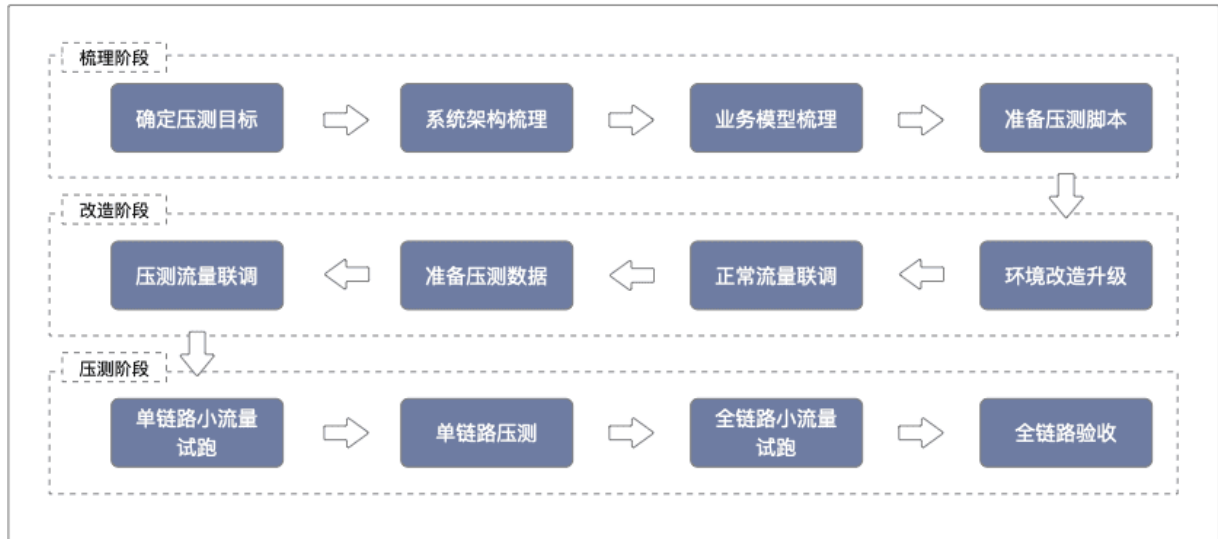 梳理阶段
确定压测目标
系统架构梳理
业务模型梳理
准备压测脚本
改造阶段
压测流量联调
准备压测数据
正常流量联调
环境改造升级
压测阶段
单链路小流量
试跑
单链路压测
全链路小流量
试跑
全链路验收